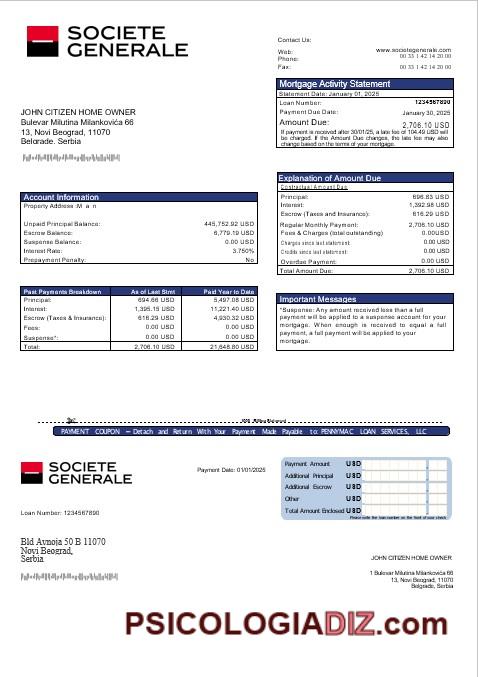 SOCIETE
GENERALE
Contact Us:
Web: www.societegenerale.com
Phone: 00 33 1 42 14 20 00
Fax: 00 33 1 42 14 20 00
Mortgage Activity Statement
Statement Date: January 01, 2025
Loan Number: 1234567890
Payment Due Date: January 30, 2025
Amount Due: 2,706.10 USD
If payment is received after 30/01/25, a late fee of 104.49 USD will
be charged. If the Amount Due changes, the late fee may also
change based on the terms of your mortgage.
JOHN CITIZEN HOME OWNER
Bulevar Milutina Milankovića 66
13, Novi Beograd, 11070
Belgrade, Serbia
Explanation of Amount Due
Contractual Amount Due
Principal: 696.83 USD
Interest: 1,392.98 USD
Escrow (Taxes and Insurance): 616.29 USD
Regular Monthly Payment: 2,706.10 USD
Fees & Charges (total outstanding) 0.00USD
Charges since last statement: 0.00 USD
Credits since last statement: 0.00 USD
Overdue Payment: 0.00 USD
Total Amount Due: 2,706.10 USD
Account Information
Property Address: M a n
Unpaid Principal Balance: 445,752.92 USD
Escrow Balance: 6,779.19 USD
Suspense Balance: 0.00 USD
Interest Rate: 3.750%
Prepayment Penalty: No
Past Payments Breakdown As of Last Stmt Paid Year to Date
Principal: 694.66 USD 5,497.08 USD
Interest: 1,395.15 USD 11,221.40 USD
Escrow (Taxes & Insurance): 616.29 USD 4,930.32 USD
Fees: 0.00 USD 0.00 USD
Suspense*: 0.00 USD 0.00 USD
Total: 2,706.10 USD 21,648.80 USD
Important Messages
*Suspense: Any amount received less than a full
payment will be applied to a suspense account for your
mortgage. When enough is received to equal a full
payment, a full payment will be applied to your
mortgage.
PAYMENT COUPON – Detach and Return With Your Payment Made Payable to: PENNYMAC LOAN SERVICES, LLC
SOCIETE
GENERALE
Payment Date: 01/01/2025
Payment Amount USD
Additional Principal USD
Additional Escrow USD
Other USD
Total Amount Enclosed USD
Please write the loan number on the front of your check
Loan Number: 1234567890
Bld Avnoja 50 B 11070
Novi Beograd,
Serbia
JOHN CITIZEN HOME OWNER
1 Bulevar Milutina Milankovića 66
13, Novi Beograd, 11070
Belgrade, Serbia
PSICOLOGIADIZ.com